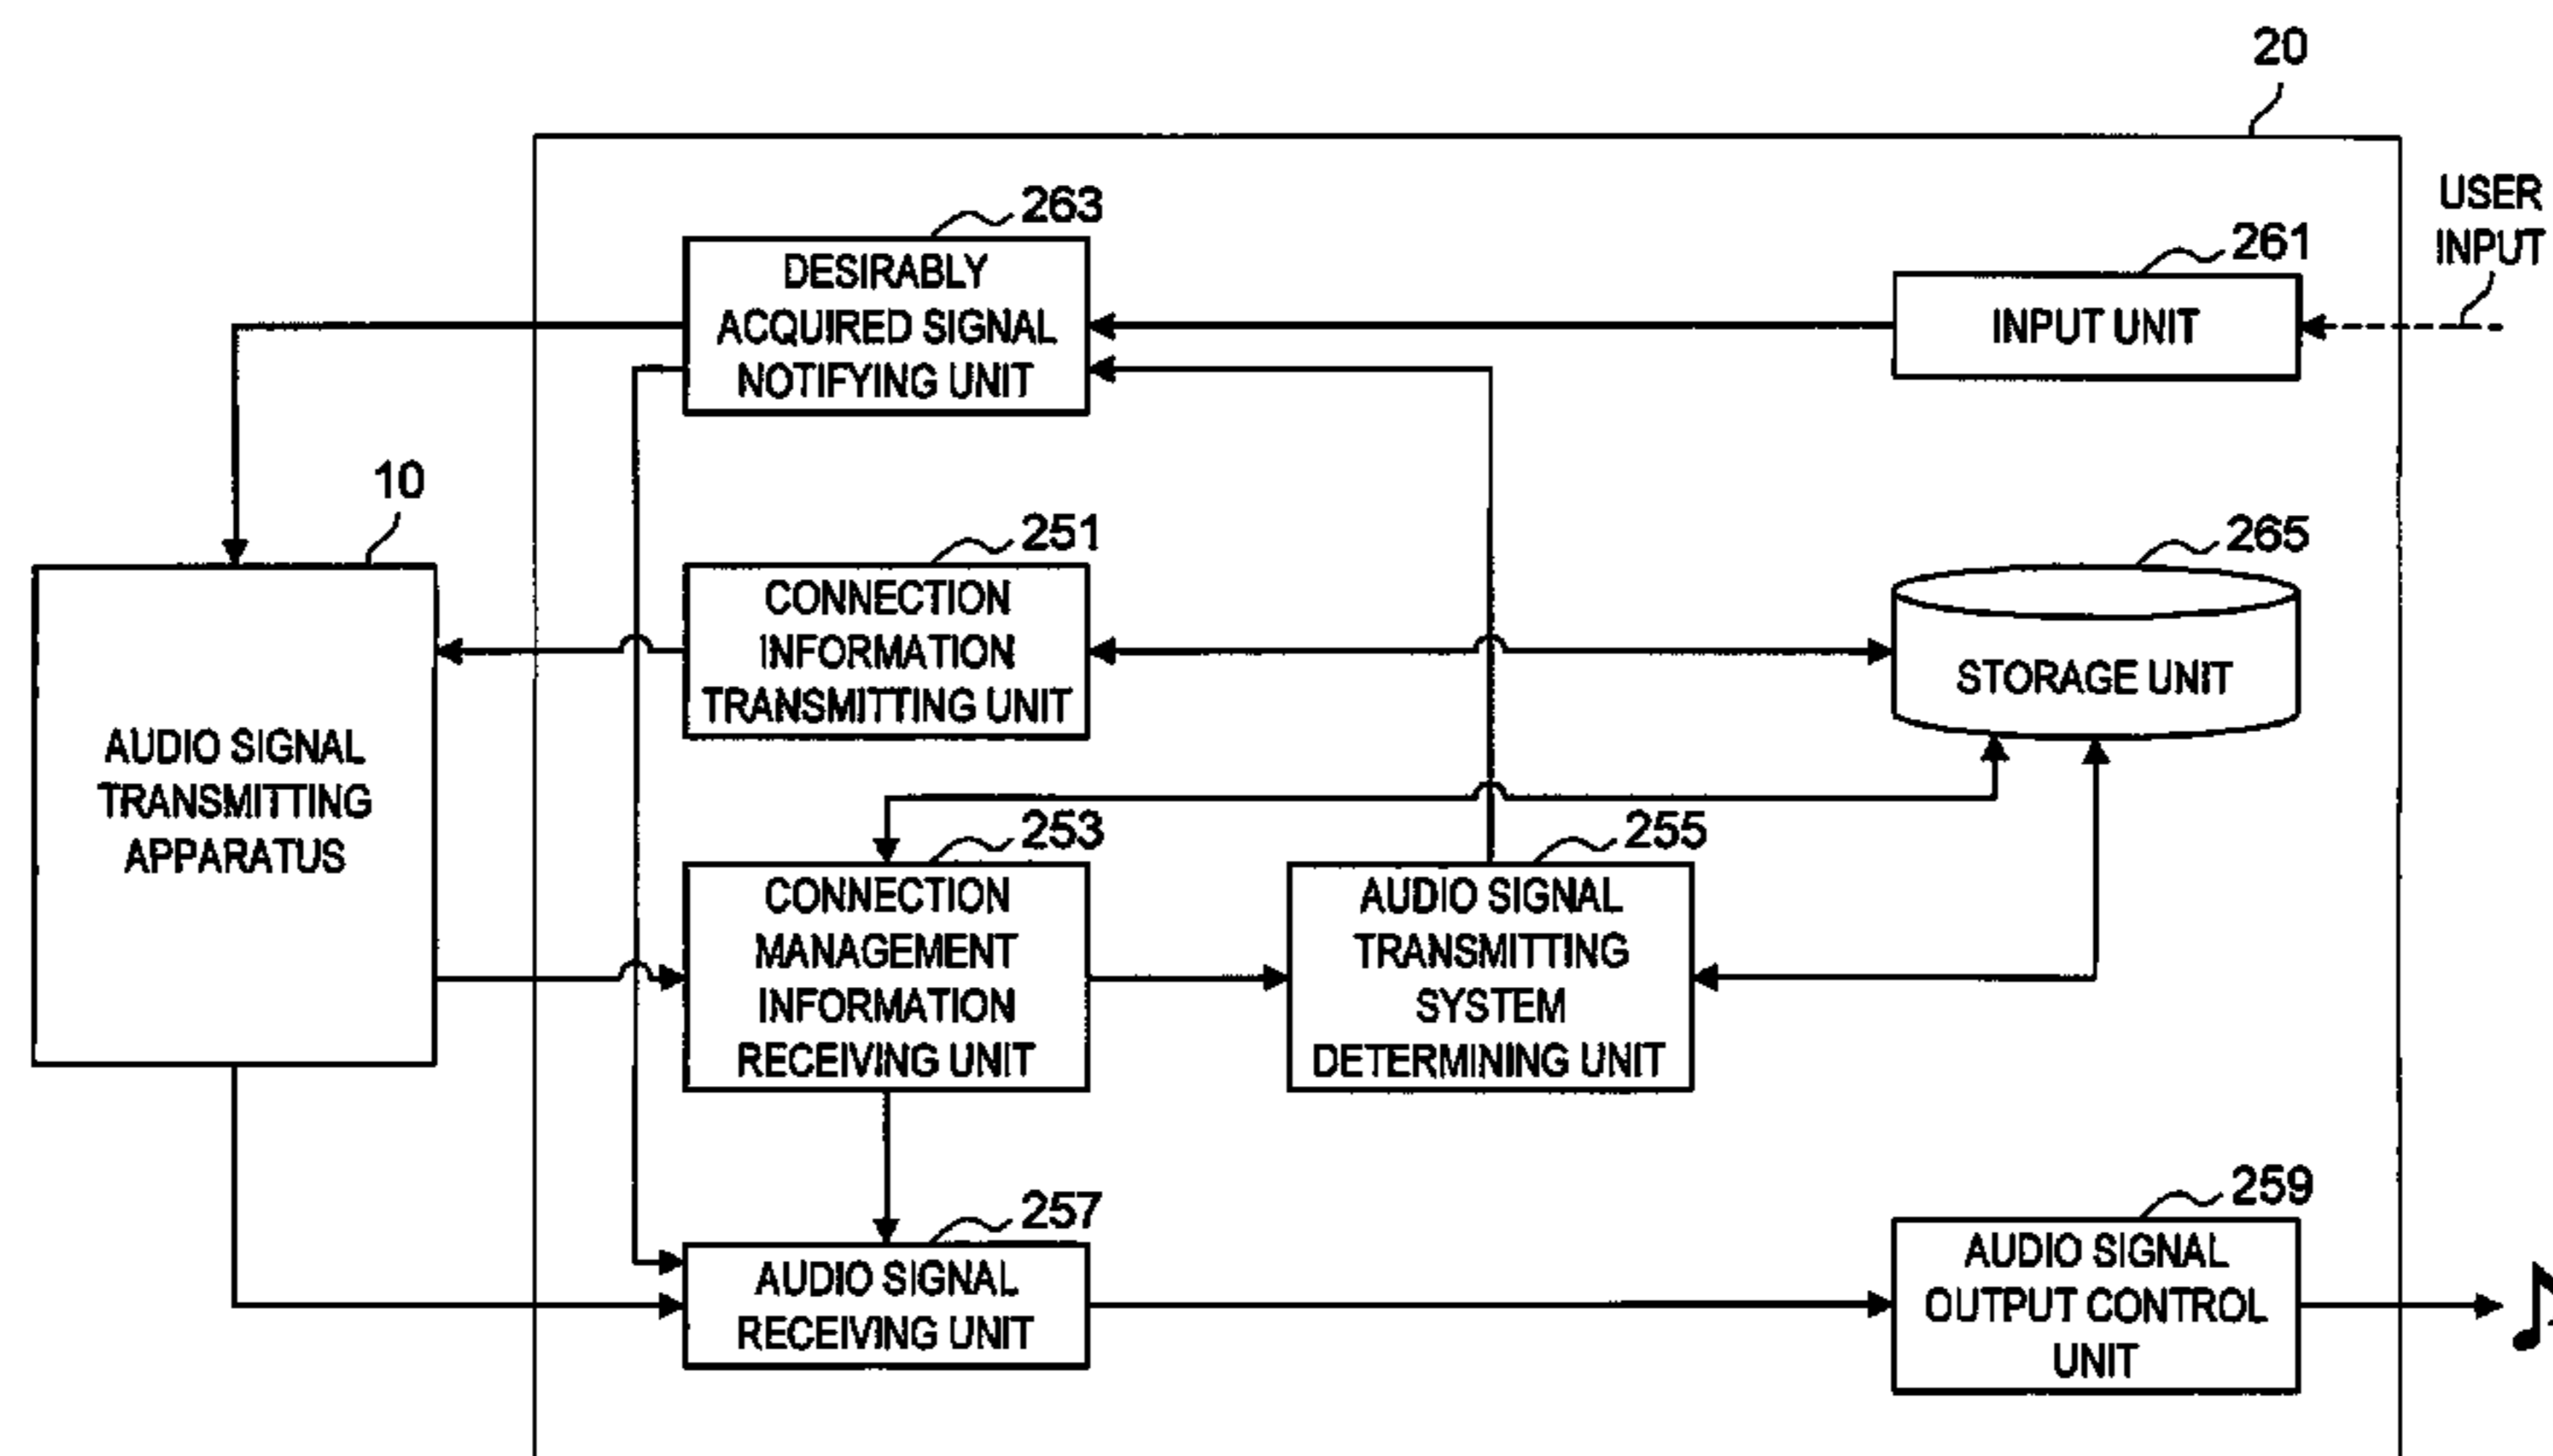 20
USER
INPUT
263
DESIRABLY
ACQUIRED SIGNAL
NOTIFYING UNIT
261
INPUT UNIT
10
AUDIO SIGNAL
TRANSMITTING
APPARATUS
251
CONNECTION
INFORMATION
TRANSMITTING UNIT
265
STORAGE UNIT
253
CONNECTION
MANAGEMENT
INFORMATION
RECEIVING UNIT
255
AUDIO SIGNAL
TRANSMITTING
SYSTEM
DETERMINING UNIT
257
AUDIO SIGNAL
RECEIVING UNIT
259
AUDIO SIGNAL
OUTPUT CONTROL
UNIT